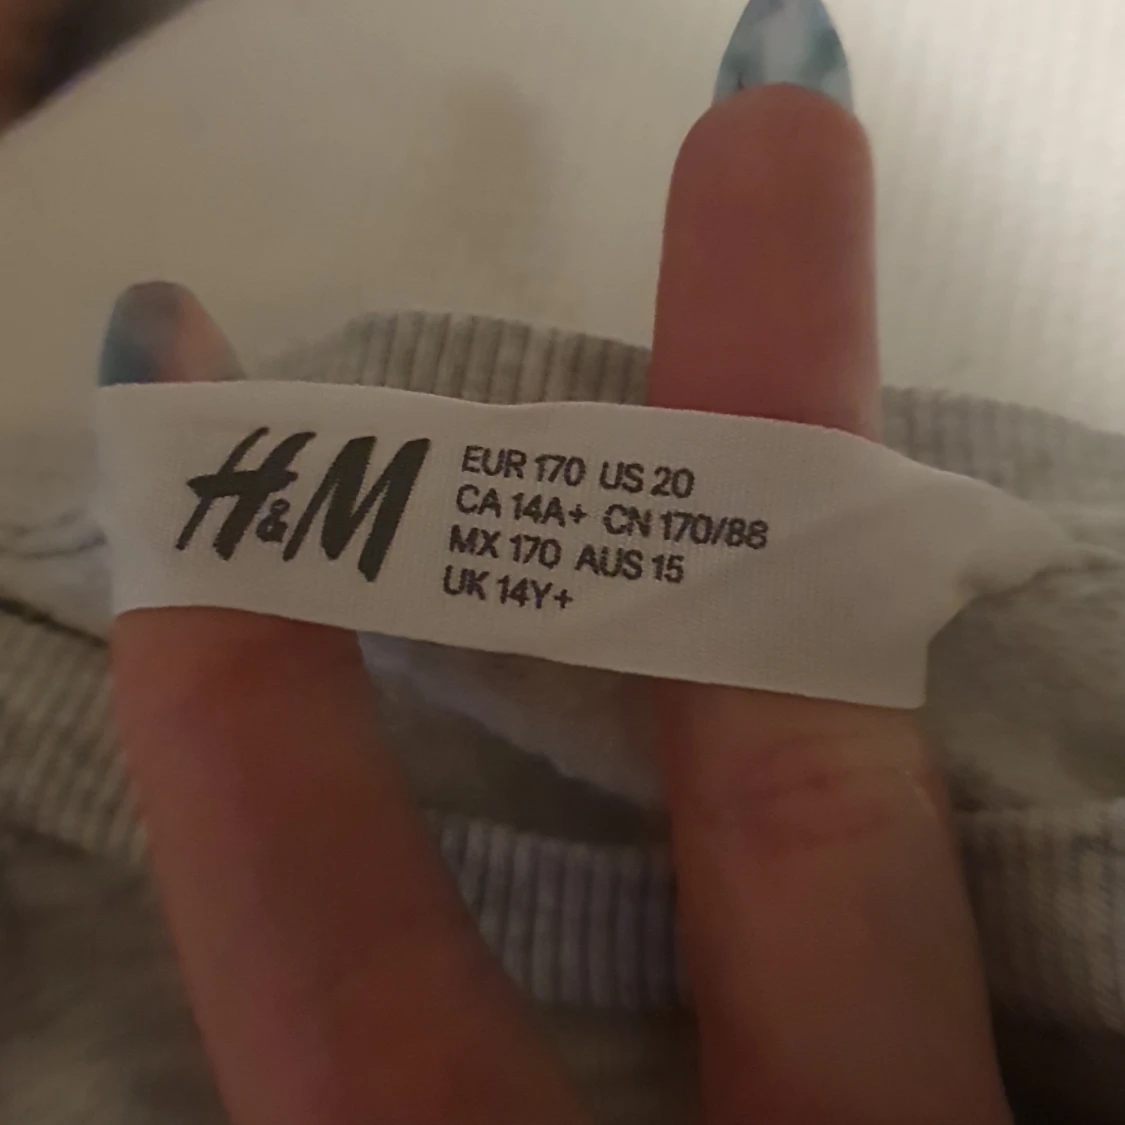 H&M
EUR 170 US 20
CA 14A+ CN 170/88
MX 170 AUS 15
UK 14Y+